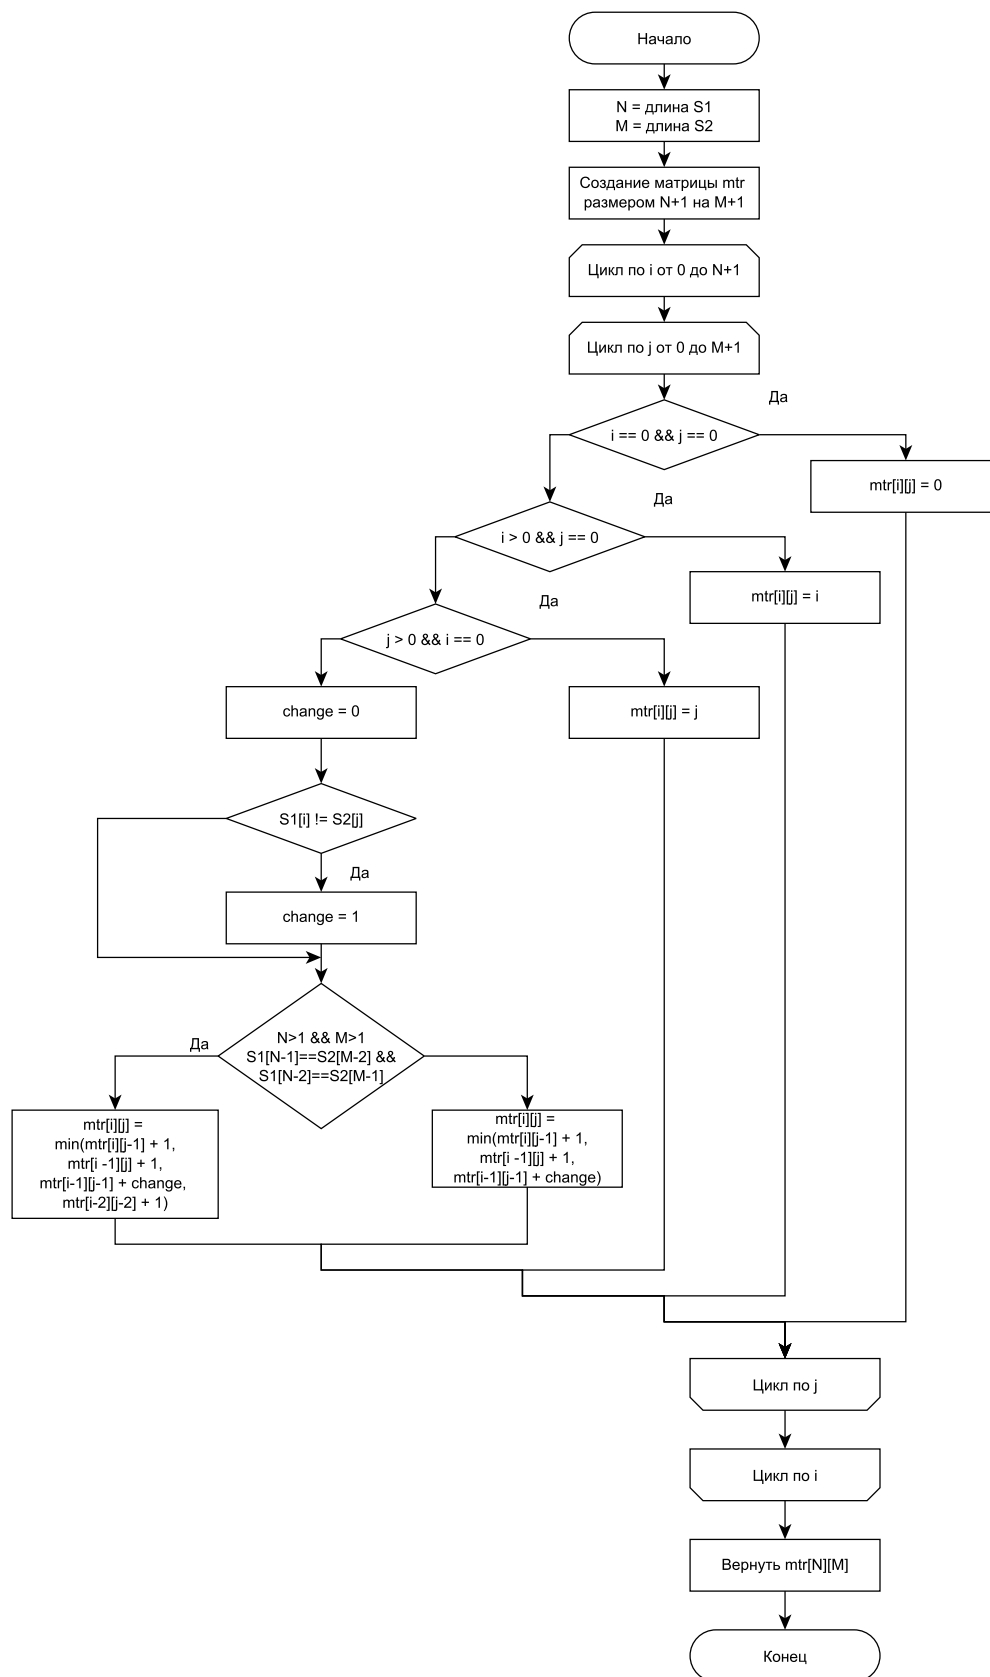 Начало
N = длина S1
M = длина S2
Создание матрицы mtr
размером N+1 на M+1
Цикл по i от 0 до N+1
Цикл по j от 0 до M+1
Да
i == 0 && j == 0
mtr[i][j] = 0
Да
i > 0 && j == 0
mtr[i][j] = i
Да
j > 0 && i == 0
change = 0
mtr[i][j] = j
S1[i] != S2[j]
Да
change = 1
N>1 && M>1
S1[N-1]==S2[M-2] &&
S1[N-2]==S2[M-1]
Да
mtr[i][j] =
min(mtr[i][j-1] + 1,
mtr[i -1][j] + 1,
mtr[i-1][j-1] + change,
mtr[i-2][j-2] + 1)
mtr[i][j] =
min(mtr[i][j-1] + 1,
mtr[i -1][j] + 1,
mtr[i-1][j-1] + change)
Цикл по j
Цикл по i
Вернуть mtr[N][M]
Конец